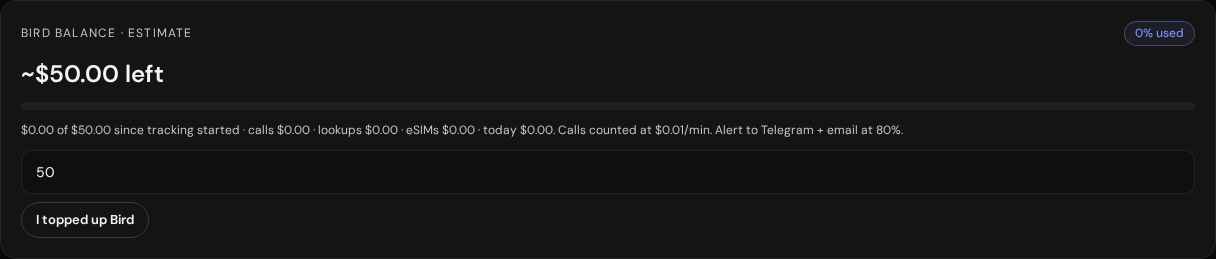 BIRD BALANCE · ESTIMATE
0% used
~$50.00 left
$0.00 of $50.00 since tracking started · calls $0.00 · lookups $0.00 · eSIMs $0.00 · today $0.00. Calls counted at $0.01/min. Alert to Telegram + email at 80%.
50
I topped up Bird